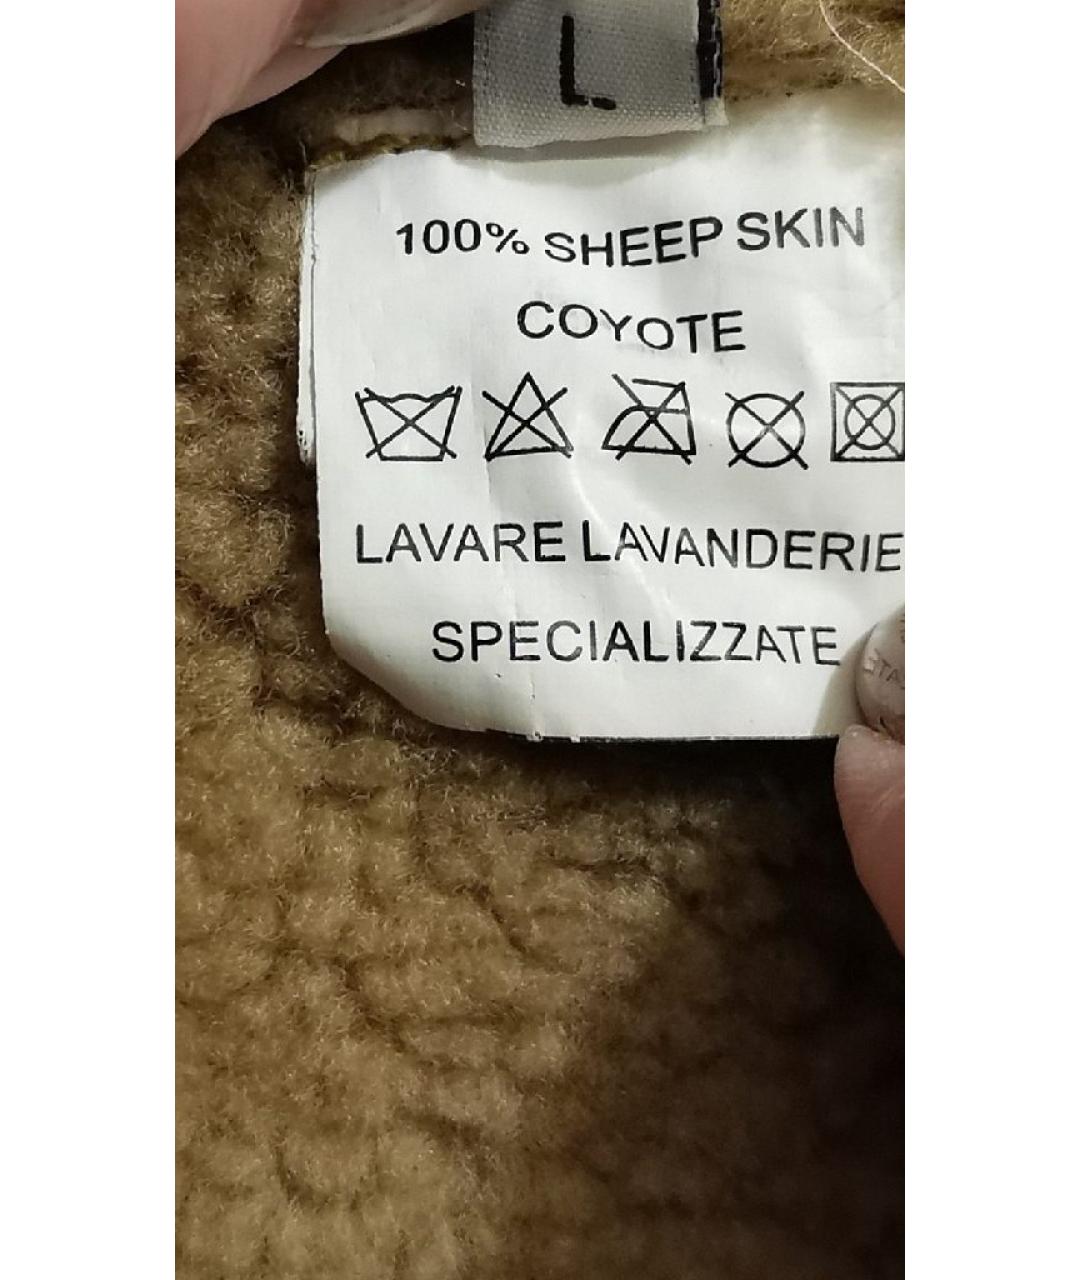 L
100% SHEEP SKIN
COYOTE
LAVARE LAVANDERIE
SPECIALIZZATE